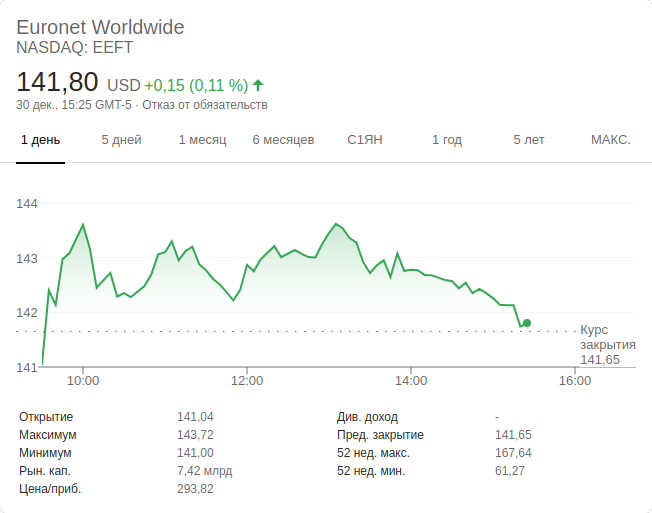 Euronet Worldwide
NASDAQ: EEFT
141,80 USD +0,15 (0,11 %)
30 дек., 15:25 GMT-5 · Отказ от обязательств
1 день 5 дней 1 месяц 6 месяцев С1ЯН 1 год 5 лет МАКС.
144
143
142
141
Курс
закрытия
141,65
10:00 12:00 14:00 16:00
Открытие 141,04 Див. доход -
Максимум 143,72 Пред. закрытие 141,65
Минимум 141,00 52 нед. макс. 167,64
Рын. кап. 7,42 млрд 52 нед. мин. 61,27
Цена/приб. 293,82